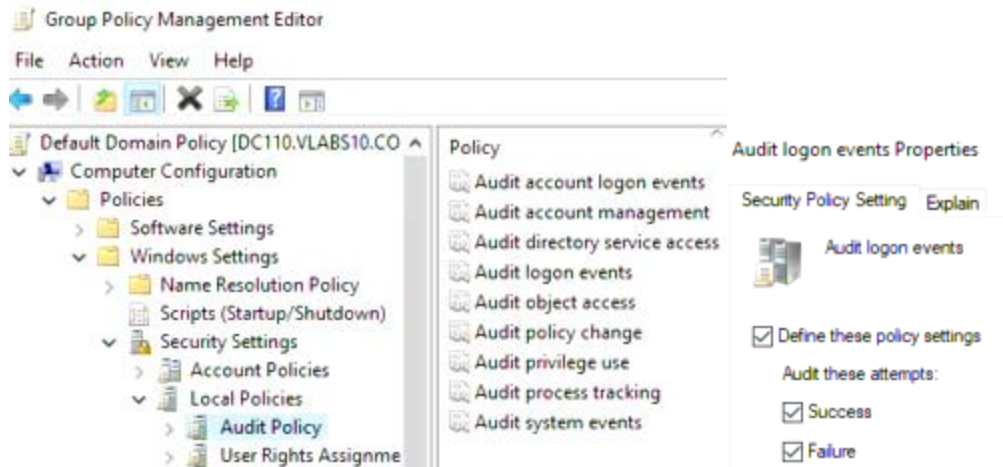 Group Policy Management Editor
File Action View Help
Default Domain Policy [DC110.VLABS10.CO
Computer Configuration
Policies
Software Settings
Windows Settings
Name Resolution Policy
Scripts (Startup/Shutdown)
Security Settings
Account Policies
Local Policies
Audit Policy
User Rights Assignme
Policy
Audit account logon events
Audit account management
Audit directory service access
Audit logon events
Audit object access
Audit policy change
Audit privilege use
Audit process tracking
Audit system events
Audit logon events Properties
Security Policy Setting Explain
Audit logon events
Define these policy settings
Audit these attempts:
Success
Failure